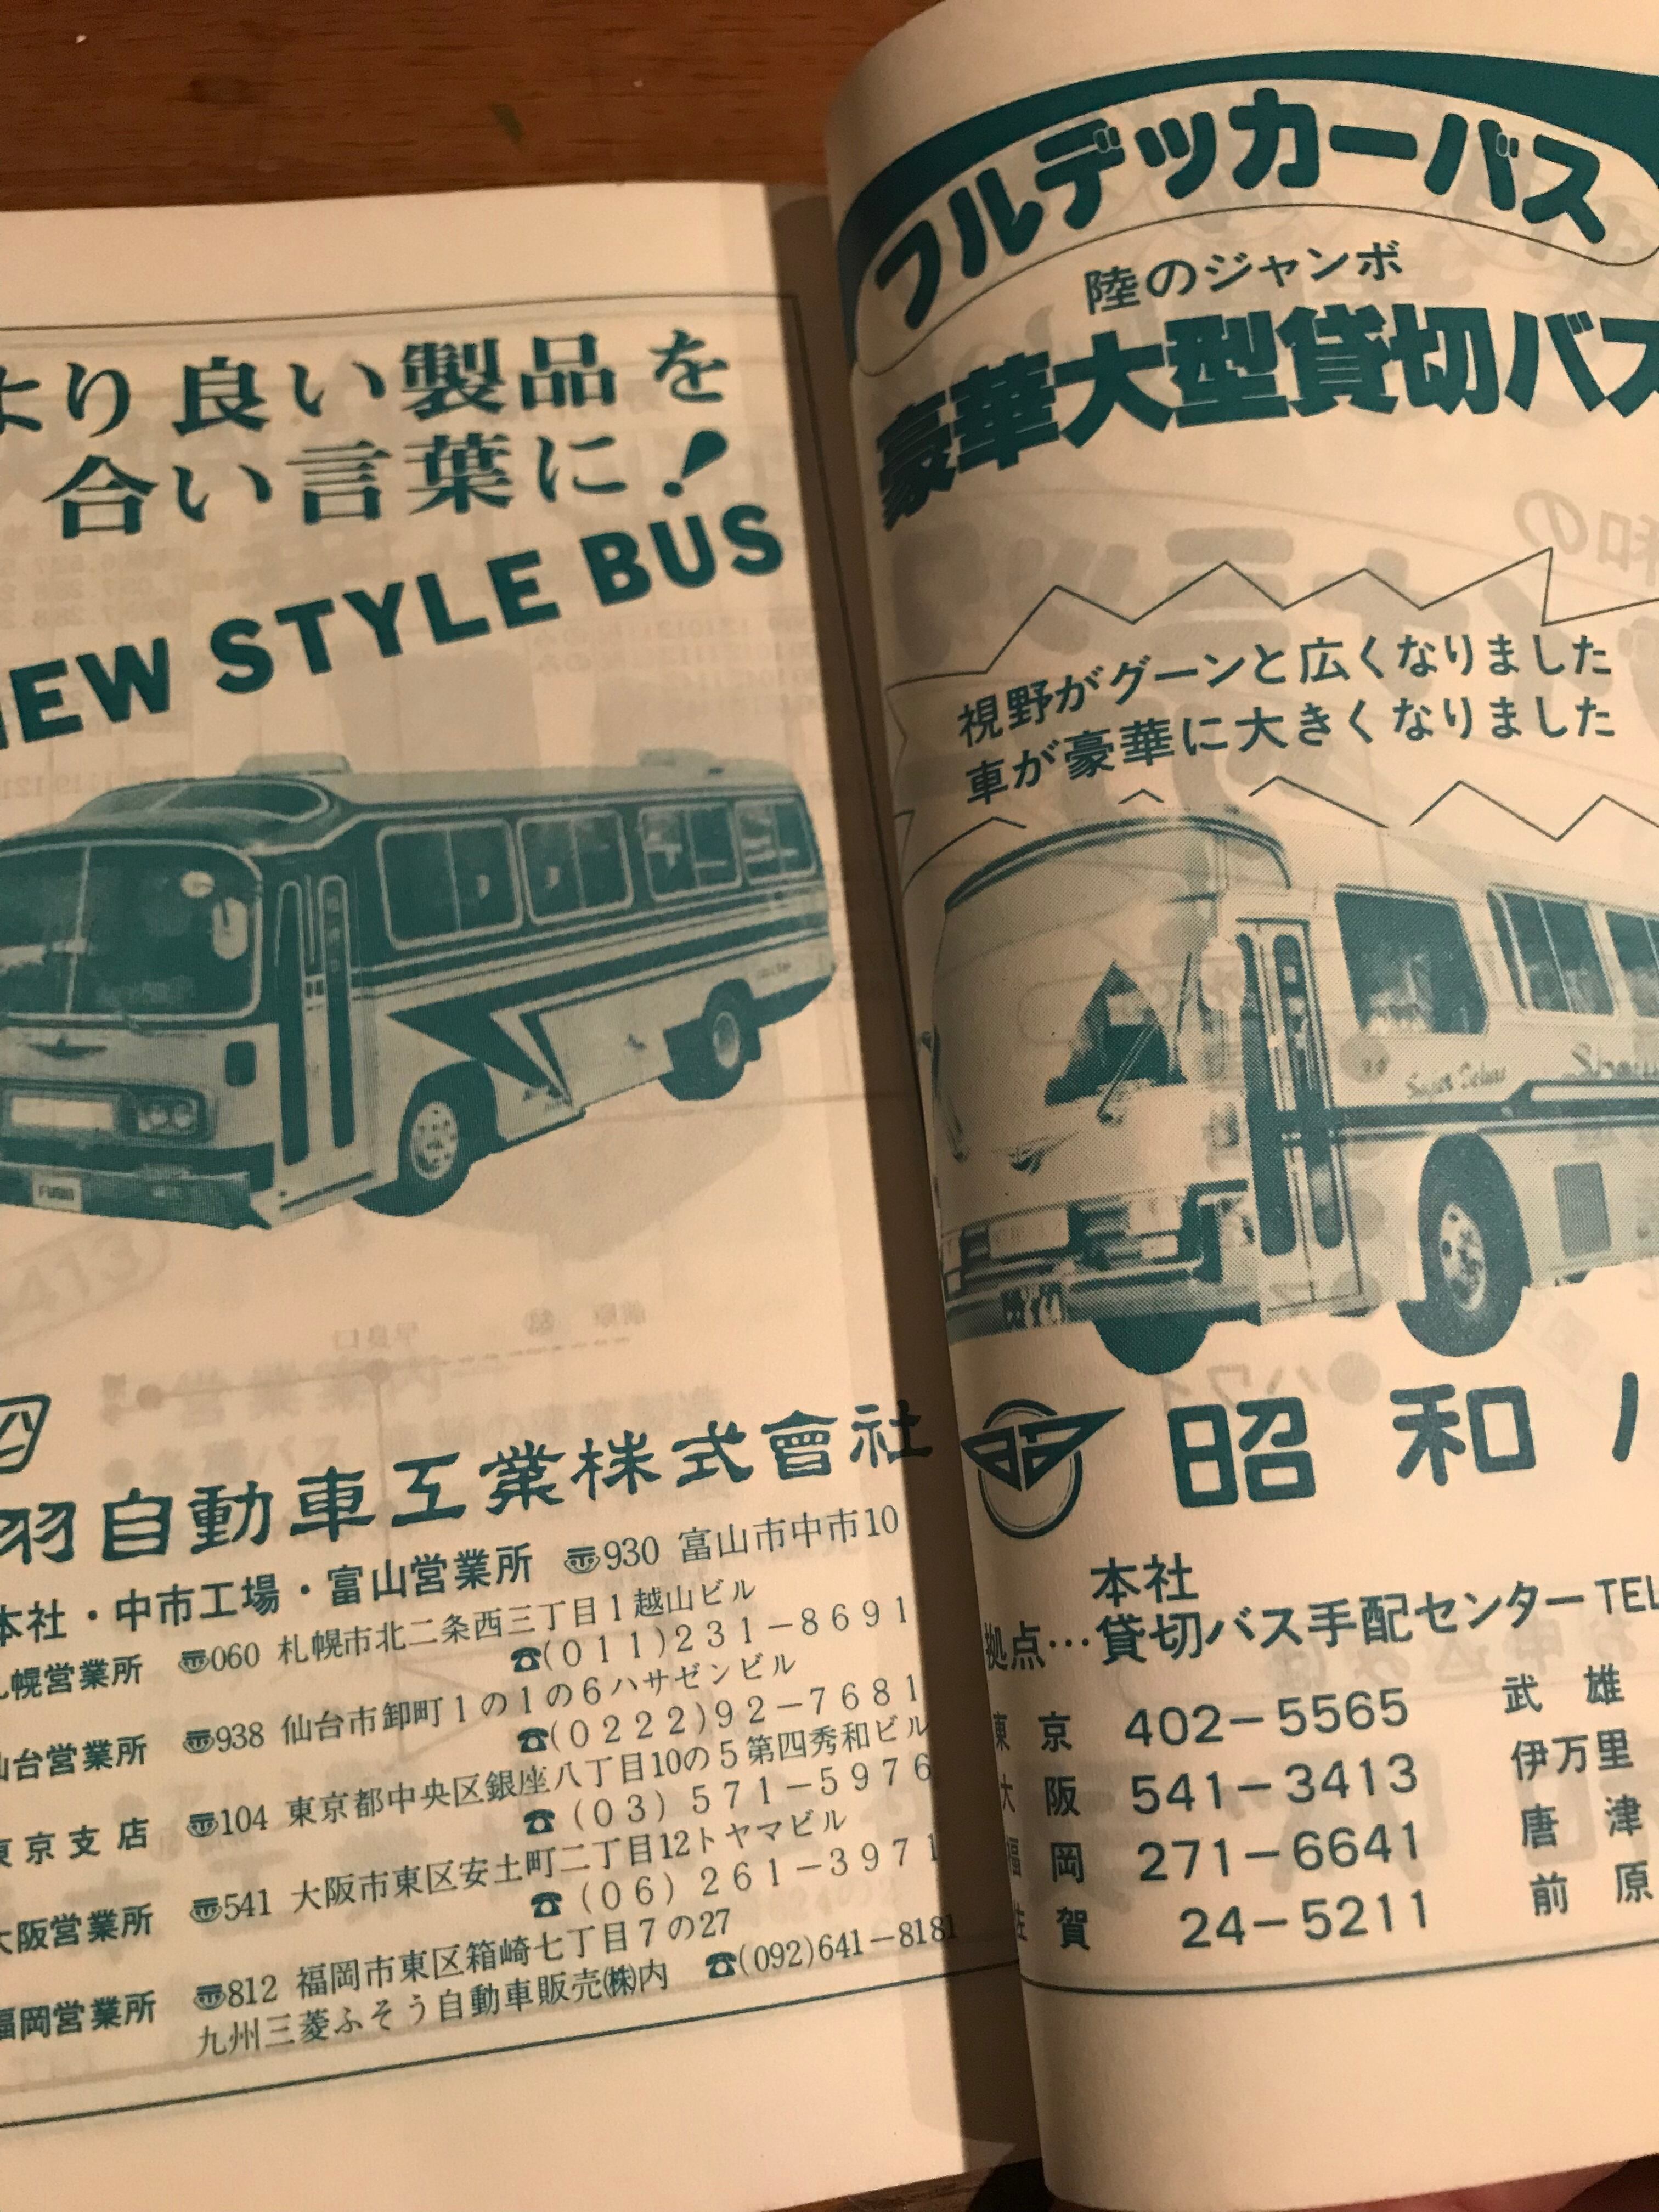 より良い製品を
合い言葉に!
NEW STYLE BUS
FUSO
羽自動車工業株式會社
本社・中市工場・富山営業所 〠930 富山市中市10
札幌営業所 〠060 札幌市北二条西三丁目1越山ビル
☎(011)231-8691
仙台営業所 〠938 仙台市卸町1の1の6ハサゼンビル
☎(0222)92-7681
東京支店 〠104 東京都中央区銀座八丁目10の5第四秀和ビル
☎(03)571-5976
大阪営業所 〠541 大阪市東区安土町二丁目12トヤマビル
☎(06)261-3971
福岡営業所 〠812 福岡市東区箱崎七丁目7の27
九州三菱ふそう自動車販売㈱内 ☎(092)641-8181
フルデッカーバス
陸のジャンボ
豪華大型貸切バス
視野がグーンと広くなりました
車が豪華に大きくなりました
Super Deluxe
昭和
本社
拠点…貸切バス手配センターTEL
東京 402-5565 武雄
大阪 541-3413 伊万里
福岡 271-6641 唐津
佐賀 24-5211 前原